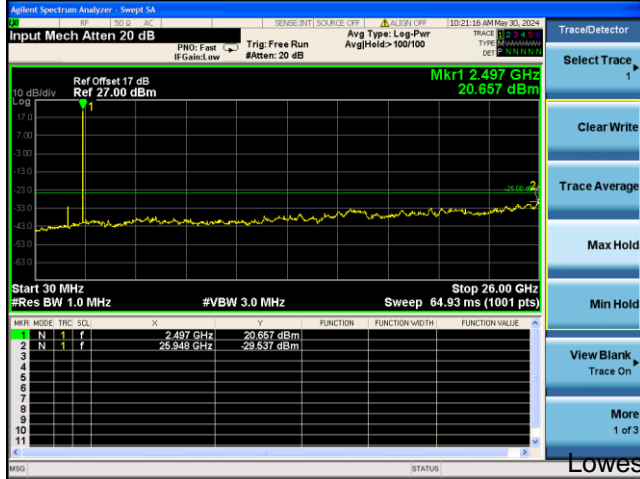 Agilent Spectrum Analyzer - Swept SA
RF 50 Ω AC SENSE:INT SOURCE OFF ALIGN OFF 10:21:16 AM May 30, 2024
Input Mech Atten 20 dB
PNO: Fast
IFGain:Low
Trig: Free Run
#Atten: 20 dB
Avg Type: Log-Pwr
Avg|Hold:> 100/100
TRACE 1 2 3 4 5 6
TYPE M
DET P N N N N N
Mkr1 2.497 GHz
20.657 dBm
Ref Offset 17 dB
10 dB/div Ref 27.00 dBm
Log
1
17.0
7.00
-3.00
-13.0
-23.0
2
-33.0
-43.0
-53.0
-63.0
Start 30 MHz Stop 26.00 GHz
#Res BW 1.0 MHz #VBW 3.0 MHz Sweep 64.93 ms (1001 pts)
MKR MODE TRC SCL X Y FUNCTION FUNCTION WIDTH FUNCTION VALUE
1 N 1 f 2.497 GHz 20.657 dBm
2 N 1 f 25.948 GHz -29.537 dBm
3
4
5
6
7
8
9
10
11
MSG STATUS
Trace/Detector
Select Trace
1
Clear Write
Trace Average
Max Hold
Min Hold
View Blank
Trace On
More
1 of 3
Lowes